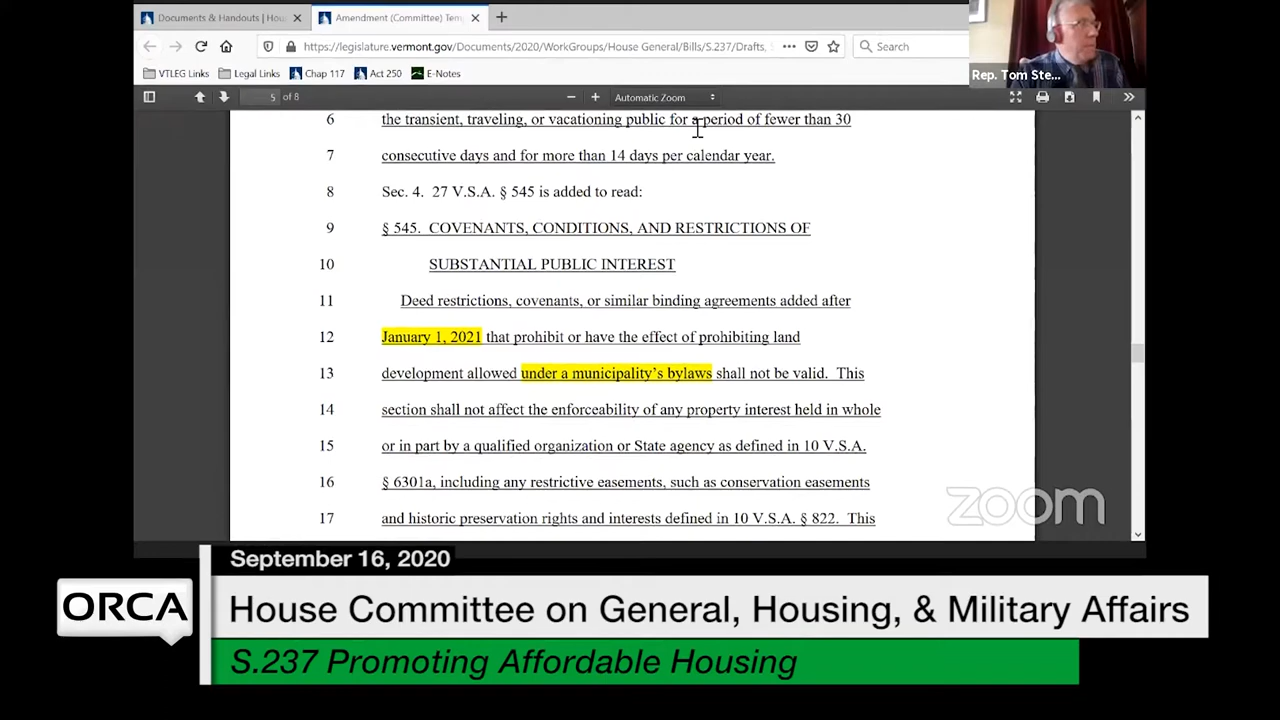 Documents & Handouts | Hou
Amendment (Committee) Tem
https://legislature.vermont.gov/Documents/2020/WorkGroups/House General/Bills/S.237/Drafts,
Search
VTLEG Links
Legal Links
Chap 117
Act 250
E-Notes
Rep. Tom Ste...
5 of 8
Automatic Zoom
6 the transient, traveling, or vacationing public for a period of fewer than 30
7 consecutive days and for more than 14 days per calendar year.
8 Sec. 4. 27 V.S.A. § 545 is added to read:
9 § 545. COVENANTS, CONDITIONS, AND RESTRICTIONS OF
10 SUBSTANTIAL PUBLIC INTEREST
11 Deed restrictions, covenants, or similar binding agreements added after
12 January 1, 2021 that prohibit or have the effect of prohibiting land
13 development allowed under a municipality's bylaws shall not be valid. This
14 section shall not affect the enforceability of any property interest held in whole
15 or in part by a qualified organization or State agency as defined in 10 V.S.A.
16 § 6301a, including any restrictive easements, such as conservation easements
17 and historic preservation rights and interests defined in 10 V.S.A. § 822. This
zoom
September 16, 2020
ORCA
House Committee on General, Housing, & Military Affairs
S.237 Promoting Affordable Housing